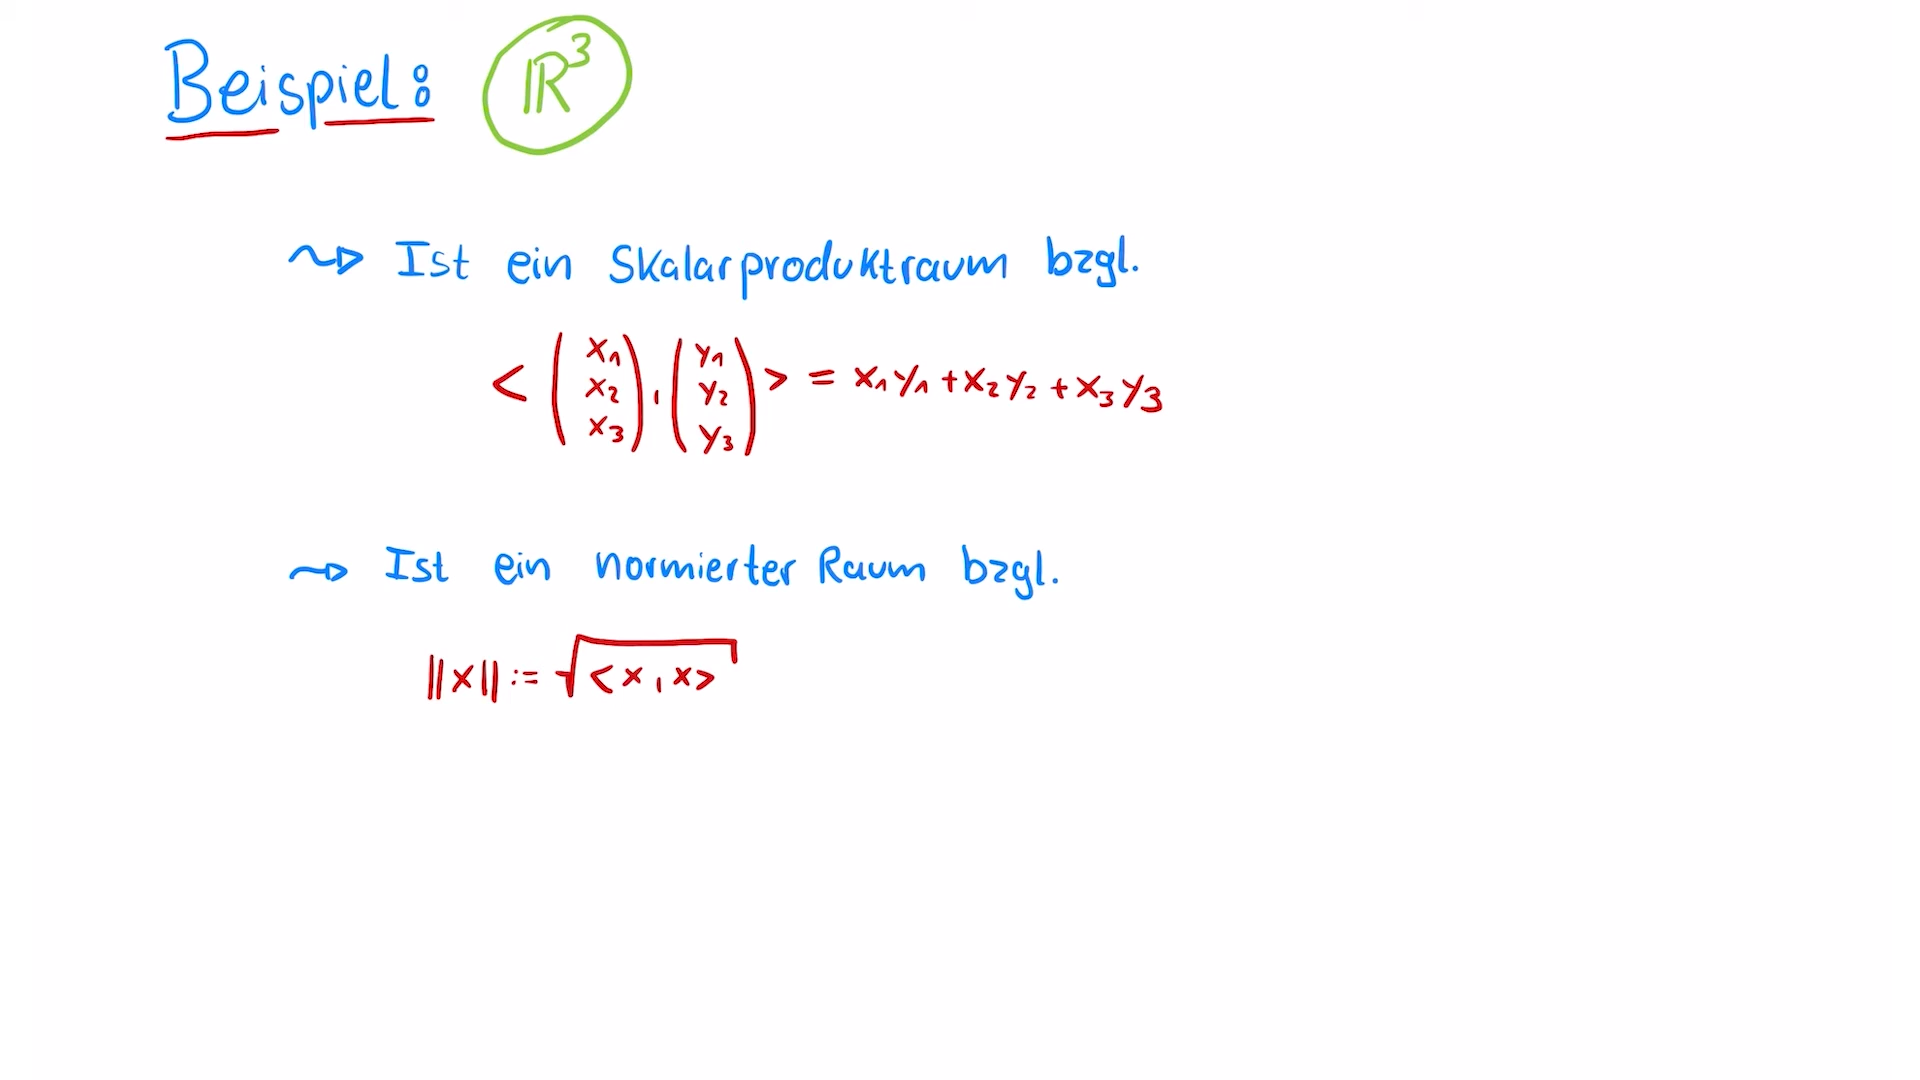 Beispiel: ℝ³
⇝ Ist ein Skalarproduktraum bzgl.
< (x₁ x₂ x₃), (y₁ y₂ y₃) > = x₁y₁ + x₂y₂ + x₃y₃
⇝ Ist ein normierter Raum bzgl.
||x|| := √<x, x>